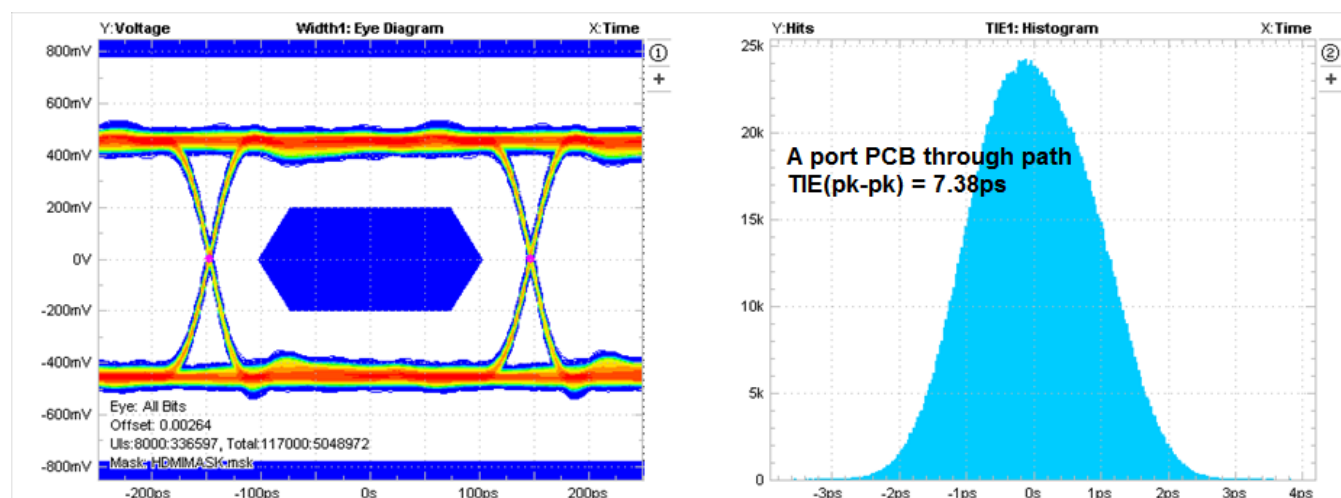 Y:Voltage Width1: Eye Diagram X:Time
800mV
600mV
400mV
200mV
0V
-200mV
-400mV
-600mV
-800mV
Eye: All Bits
Offset: 0.00264
UIs:8000:336597, Total:117000:5048972
Mask: HDMIMASK.msk
-200ps -100ps 0s 100ps 200ps
1
+
Y:Hits TIE1: Histogram X:Time
25k
20k
15k
10k
5k
0
A port PCB through path
TIE(pk-pk) = 7.38ps
-3ps -2ps -1ps 0s 1ps 2ps 3ps 4ps
2
+